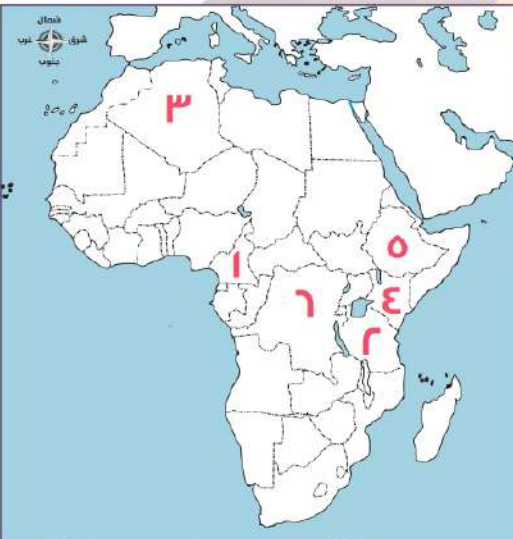 شمال
شرق
غرب
جنوب
٣
٥
١
٤
٦
٢